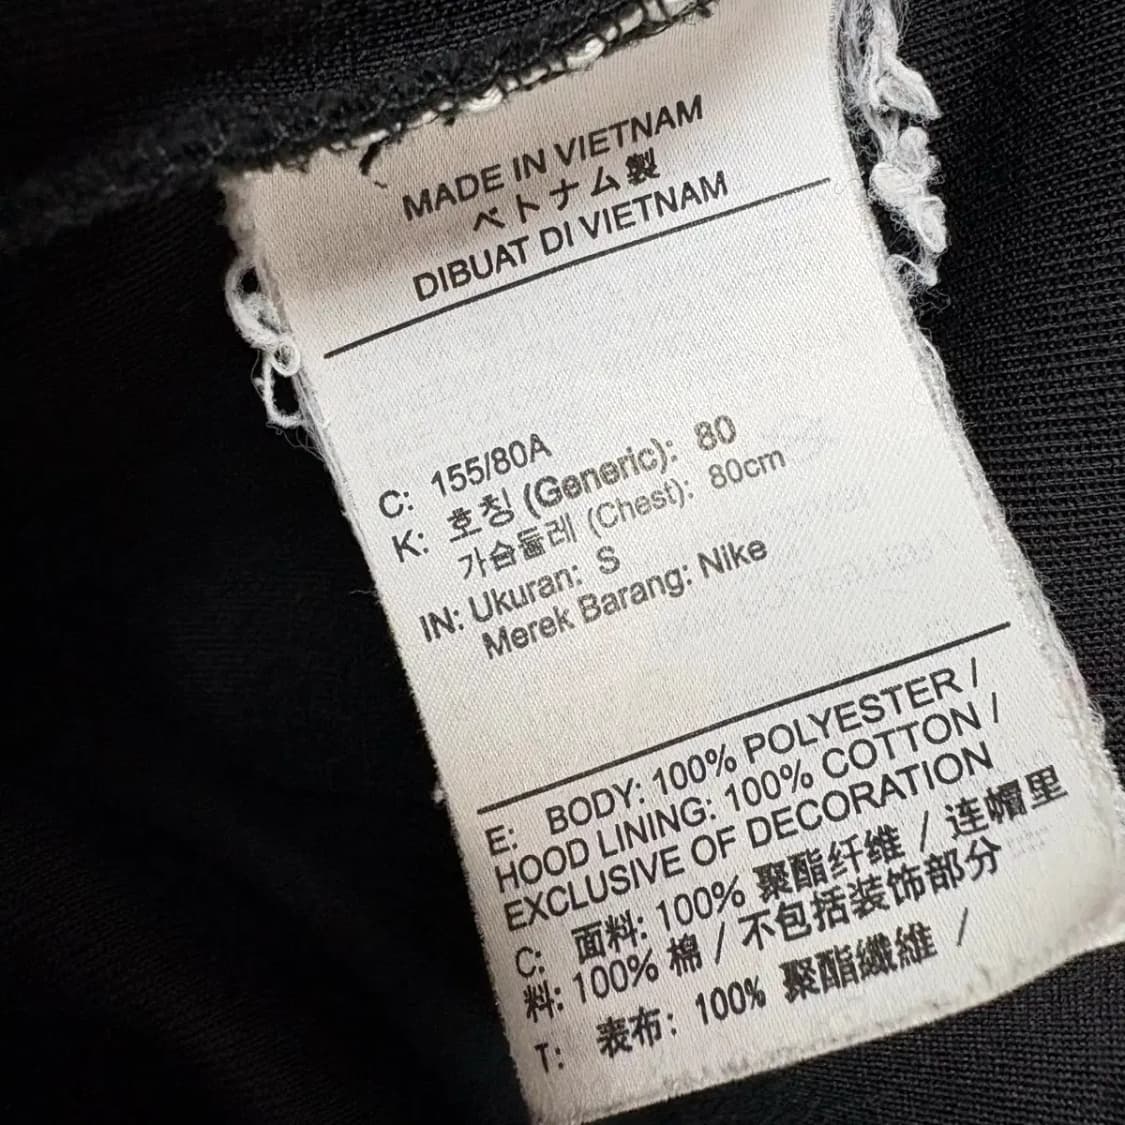 MADE IN VIETNAM
ベトナム製
DIBUAT DI VIETNAM
C: 155/80A
K: 호칭 (Generic): 80
가슴둘레 (Chest): 80cm
IN: Ukuran: S
Merek Barang: Nike
E: BODY: 100% POLYESTER /
HOOD LINING: 100% COTTON /
EXCLUSIVE OF DECORATION
C: 面料: 100% 聚酯纤维 / 连帽里
料: 100% 棉 / 不包括装饰部分
T: 表布: 100% 聚酯纖維 /